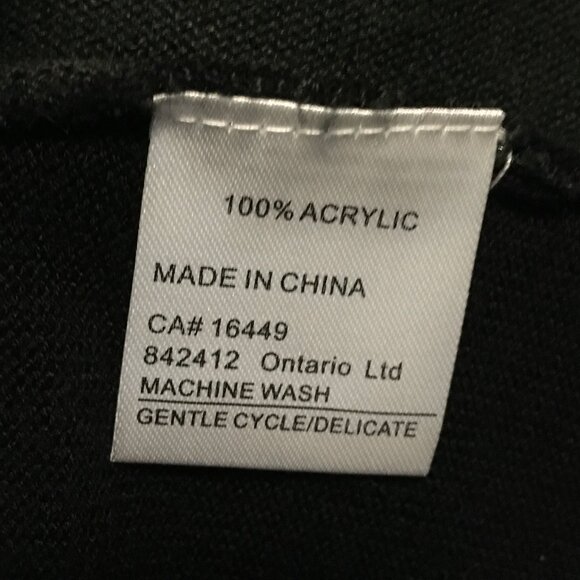 100% ACRYLIC
MADE IN CHINA
CA# 16449
842412 Ontario Ltd
MACHINE WASH
GENTLE CYCLE/DELICATE